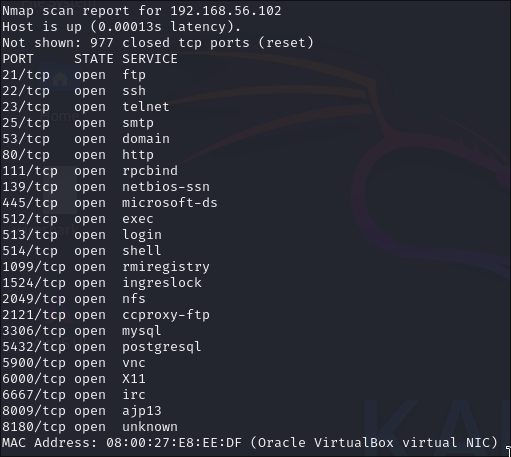 Nmap scan report for 192.168.56.102
Host is up (0.00013s latency).
Not shown: 977 closed tcp ports (reset)
PORT     STATE SERVICE
21/tcp   open  ftp
22/tcp   open  ssh
23/tcp   open  telnet
25/tcp   open  smtp
53/tcp   open  domain
80/tcp   open  http
111/tcp  open  rpcbind
139/tcp  open  netbios-ssn
445/tcp  open  microsoft-ds
512/tcp  open  exec
513/tcp  open  login
514/tcp  open  shell
1099/tcp open  rmiregistry
1524/tcp open  ingreslock
2049/tcp open  nfs
2121/tcp open  ccproxy-ftp
3306/tcp open  mysql
5432/tcp open  postgresql
5900/tcp open  vnc
6000/tcp open  X11
6667/tcp open  irc
8009/tcp open  ajp13
8180/tcp open  unknown
MAC Address: 08:00:27:E8:EE:DF (Oracle VirtualBox virtual NIC)